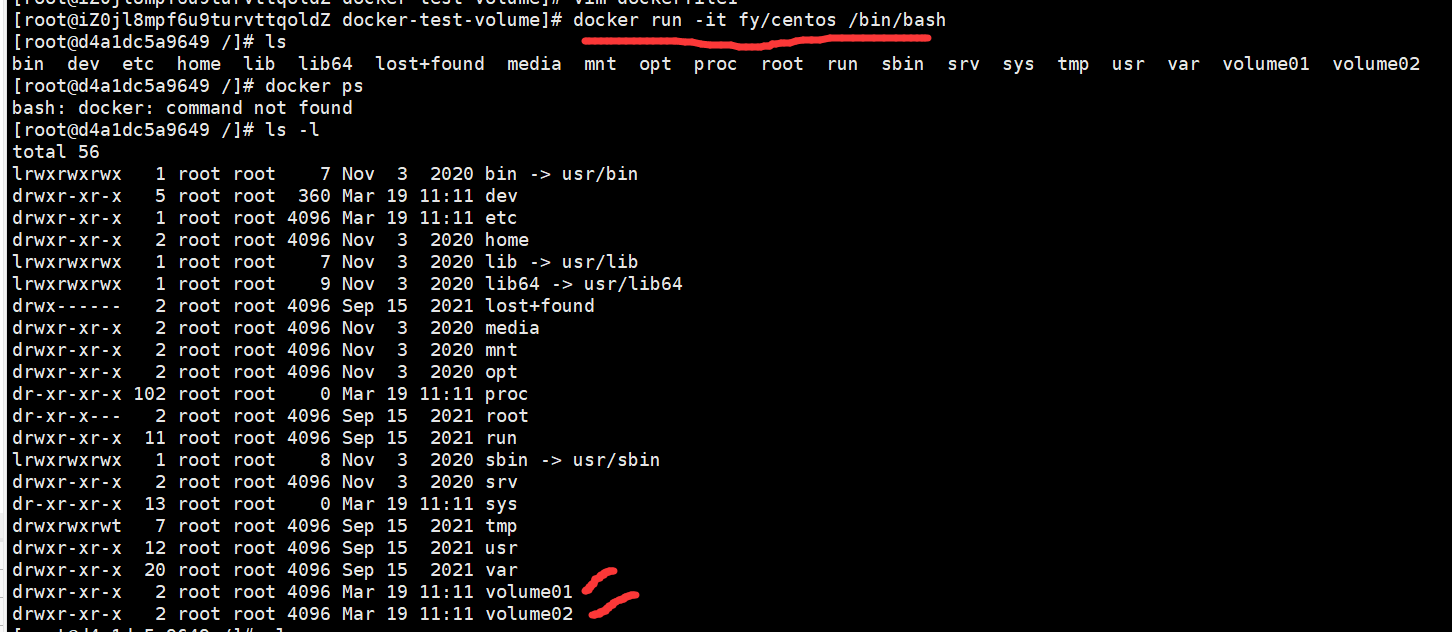 [root@iZ0jl8mpf6u9turvttqoldZ docker-test-volume]# vim dockerfile1
[root@iZ0jl8mpf6u9turvttqoldZ docker-test-volume]# docker run -it fy/centos /bin/bash
[root@d4a1dc5a9649 /]# ls
bin dev etc home lib lib64 lost+found media mnt opt proc root run sbin srv sys tmp usr var volume01 volume02
[root@d4a1dc5a9649 /]# docker ps
bash: docker: command not found
[root@d4a1dc5a9649 /]# ls -l
total 56
lrwxrwxrwx 1 root root 7 Nov 3 2020 bin -> usr/bin
drwxr-xr-x 5 root root 360 Mar 19 11:11 dev
drwxr-xr-x 1 root root 4096 Mar 19 11:11 etc
drwxr-xr-x 2 root root 4096 Nov 3 2020 home
lrwxrwxrwx 1 root root 7 Nov 3 2020 lib -> usr/lib
lrwxrwxrwx 1 root root 9 Nov 3 2020 lib64 -> usr/lib64
drwx------ 2 root root 4096 Sep 15 2021 lost+found
drwxr-xr-x 2 root root 4096 Nov 3 2020 media
drwxr-xr-x 2 root root 4096 Nov 3 2020 mnt
drwxr-xr-x 2 root root 4096 Nov 3 2020 opt
dr-xr-xr-x 102 root root 0 Mar 19 11:11 proc
dr-xr-x--- 2 root root 4096 Sep 15 2021 root
drwxr-xr-x 11 root root 4096 Sep 15 2021 run
lrwxrwxrwx 1 root root 8 Nov 3 2020 sbin -> usr/sbin
drwxr-xr-x 2 root root 4096 Nov 3 2020 srv
dr-xr-xr-x 13 root root 0 Mar 19 11:11 sys
drwxrwxrwt 7 root root 4096 Sep 15 2021 tmp
drwxr-xr-x 12 root root 4096 Sep 15 2021 usr
drwxr-xr-x 20 root root 4096 Sep 15 2021 var
drwxr-xr-x 2 root root 4096 Mar 19 11:11 volume01
drwxr-xr-x 2 root root 4096 Mar 19 11:11 volume02